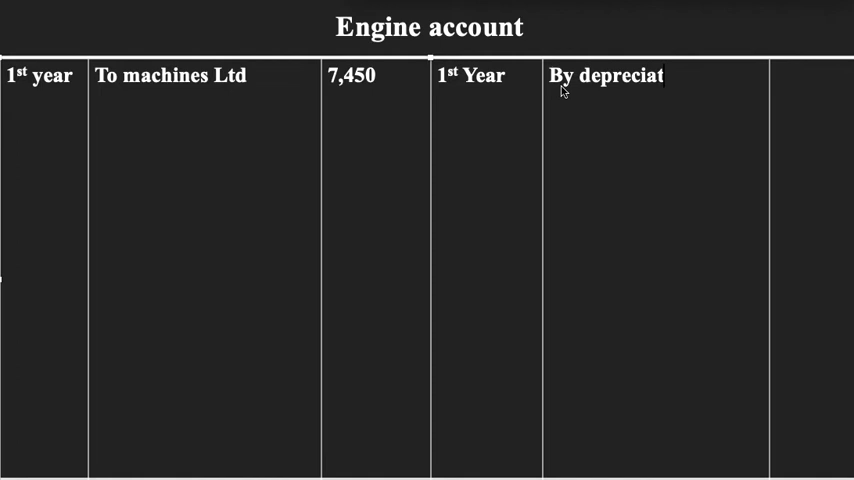 Engine account
1st year To machines Ltd 7,450 1st Year By depreciat